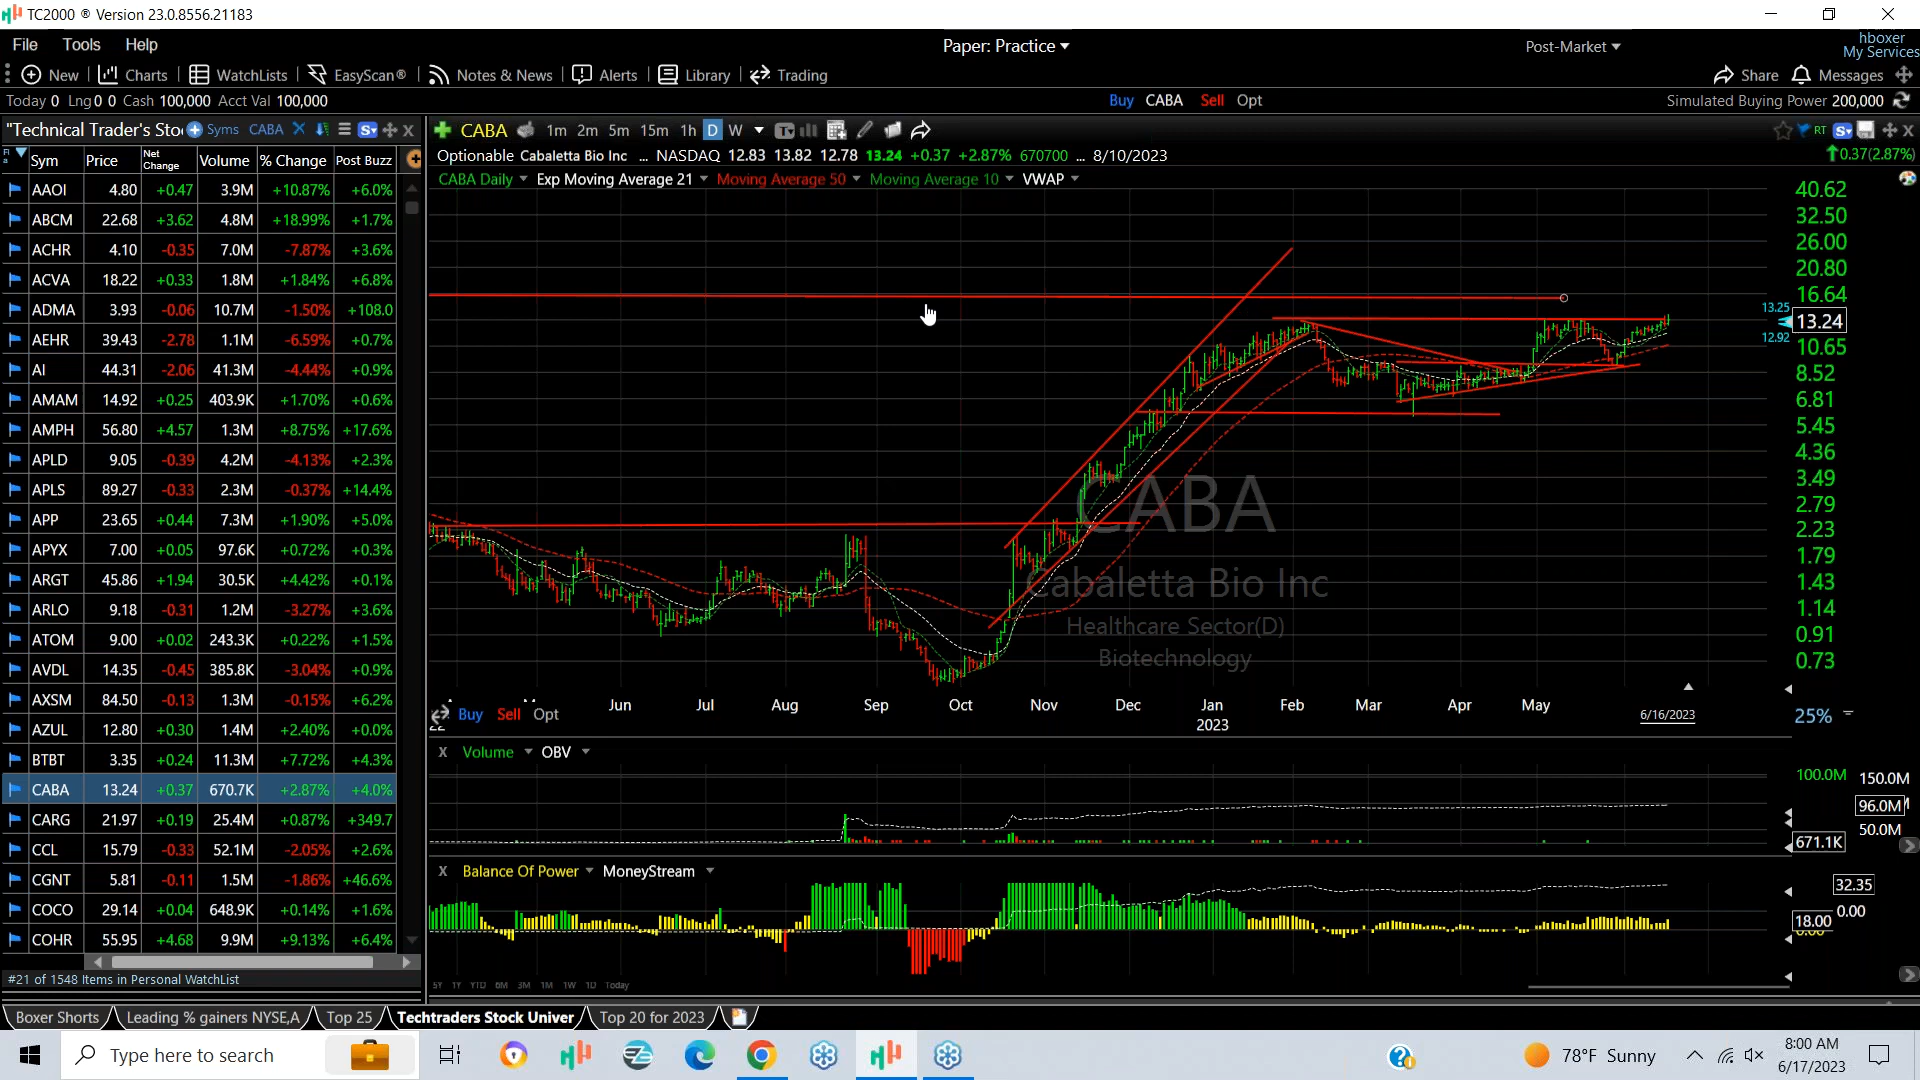 TC2000 ® Version 23.0.8556.21183
File Tools Help Paper: Practice Post-Market hboxer
My Services
New Charts WatchLists EasyScan® Notes & News Alerts Library Trading Share Messages
Today 0 Lng 0 0 Cash 100,000 Acct Val 100,000 Buy CABA Sell Opt Simulated Buying Power 200,000
"Technical Trader's Sto Syms CABA CABA 1m 2m 5m 15m 1h D W RT
Sym Price Net Change Volume % Change Post Buzz
Optionable Cabaletta Bio Inc ... NASDAQ 12.83 13.82 12.78 13.24 +0.37 +2.87% 670700 ... 8/10/2023 0.37(2.87%)
CABA Daily Exp Moving Average 21 Moving Average 50 Moving Average 10 VWAP
AAOI 4.80 +0.47 3.9M +10.87% +6.0%
ABCM 22.68 +3.62 4.8M +18.99% +1.7%
ACHR 4.10 -0.35 7.0M -7.87% +3.6%
ACVA 18.22 +0.33 1.8M +1.84% +6.8%
ADMA 3.93 -0.06 10.7M -1.50% +108.0
AEHR 39.43 -2.78 1.1M -6.59% +0.7%
AI 44.31 -2.06 41.3M -4.44% +0.9%
AMAM 14.92 +0.25 403.9K +1.70% +0.6%
AMPH 56.80 +4.57 1.3M +8.75% +17.6%
APLD 9.05 -0.39 4.2M -4.13% +2.3%
APLS 89.27 -0.33 2.3M -0.37% +14.4%
APP 23.65 +0.44 7.3M +1.90% +5.0%
APYX 7.00 +0.05 97.6K +0.72% +0.3%
ARGT 45.86 +1.94 30.5K +4.42% +0.1%
ARLO 9.18 -0.31 1.2M -3.27% +3.6%
ATOM 9.00 +0.02 243.3K +0.22% +1.5%
AVDL 14.35 -0.45 385.8K -3.04% +0.9%
AXSM 84.50 -0.13 1.3M -0.15% +6.2%
AZUL 12.80 +0.30 1.4M +2.40% +0.0%
BTBT 3.35 +0.24 11.3M +7.72% +4.3%
CABA 13.24 +0.37 670.7K +2.87% +4.0%
CARG 21.97 +0.19 25.4M +0.87% +349.7
CCL 15.79 -0.33 52.1M -2.05% +2.6%
CGNT 5.81 -0.11 1.5M -1.86% +46.6%
COCO 29.14 +0.04 648.9K +0.14% +1.6%
COHR 55.95 +4.68 9.9M +9.13% +6.4%
#21 of 1548 Items in Personal WatchList
40.62
32.50
26.00
20.80
16.64
13.25
13.24
12.92
10.65
8.52
6.81
5.45
4.36
3.49
2.79
2.23
1.79
1.43
1.14
0.91
0.73
CABA
Cabaletta Bio Inc
Healthcare Sector(D)
Biotechnology
Jun Jul Aug Sep Oct Nov Dec Jan Feb Mar Apr May
22 2023 6/16/2023
Buy Sell Opt 25%
X Volume OBV
100.0M 150.0M
96.0M
50.0M
671.1K
X Balance Of Power MoneyStream
32.35
0.00
18.00
5Y 1Y YTD 6M 3M 1M 1W 1D Today
Boxer Shorts Leading % gainers NYSE,A Top 25 Techtraders Stock Univer Top 20 for 2023
Type here to search 78°F Sunny 8:00 AM
6/17/2023